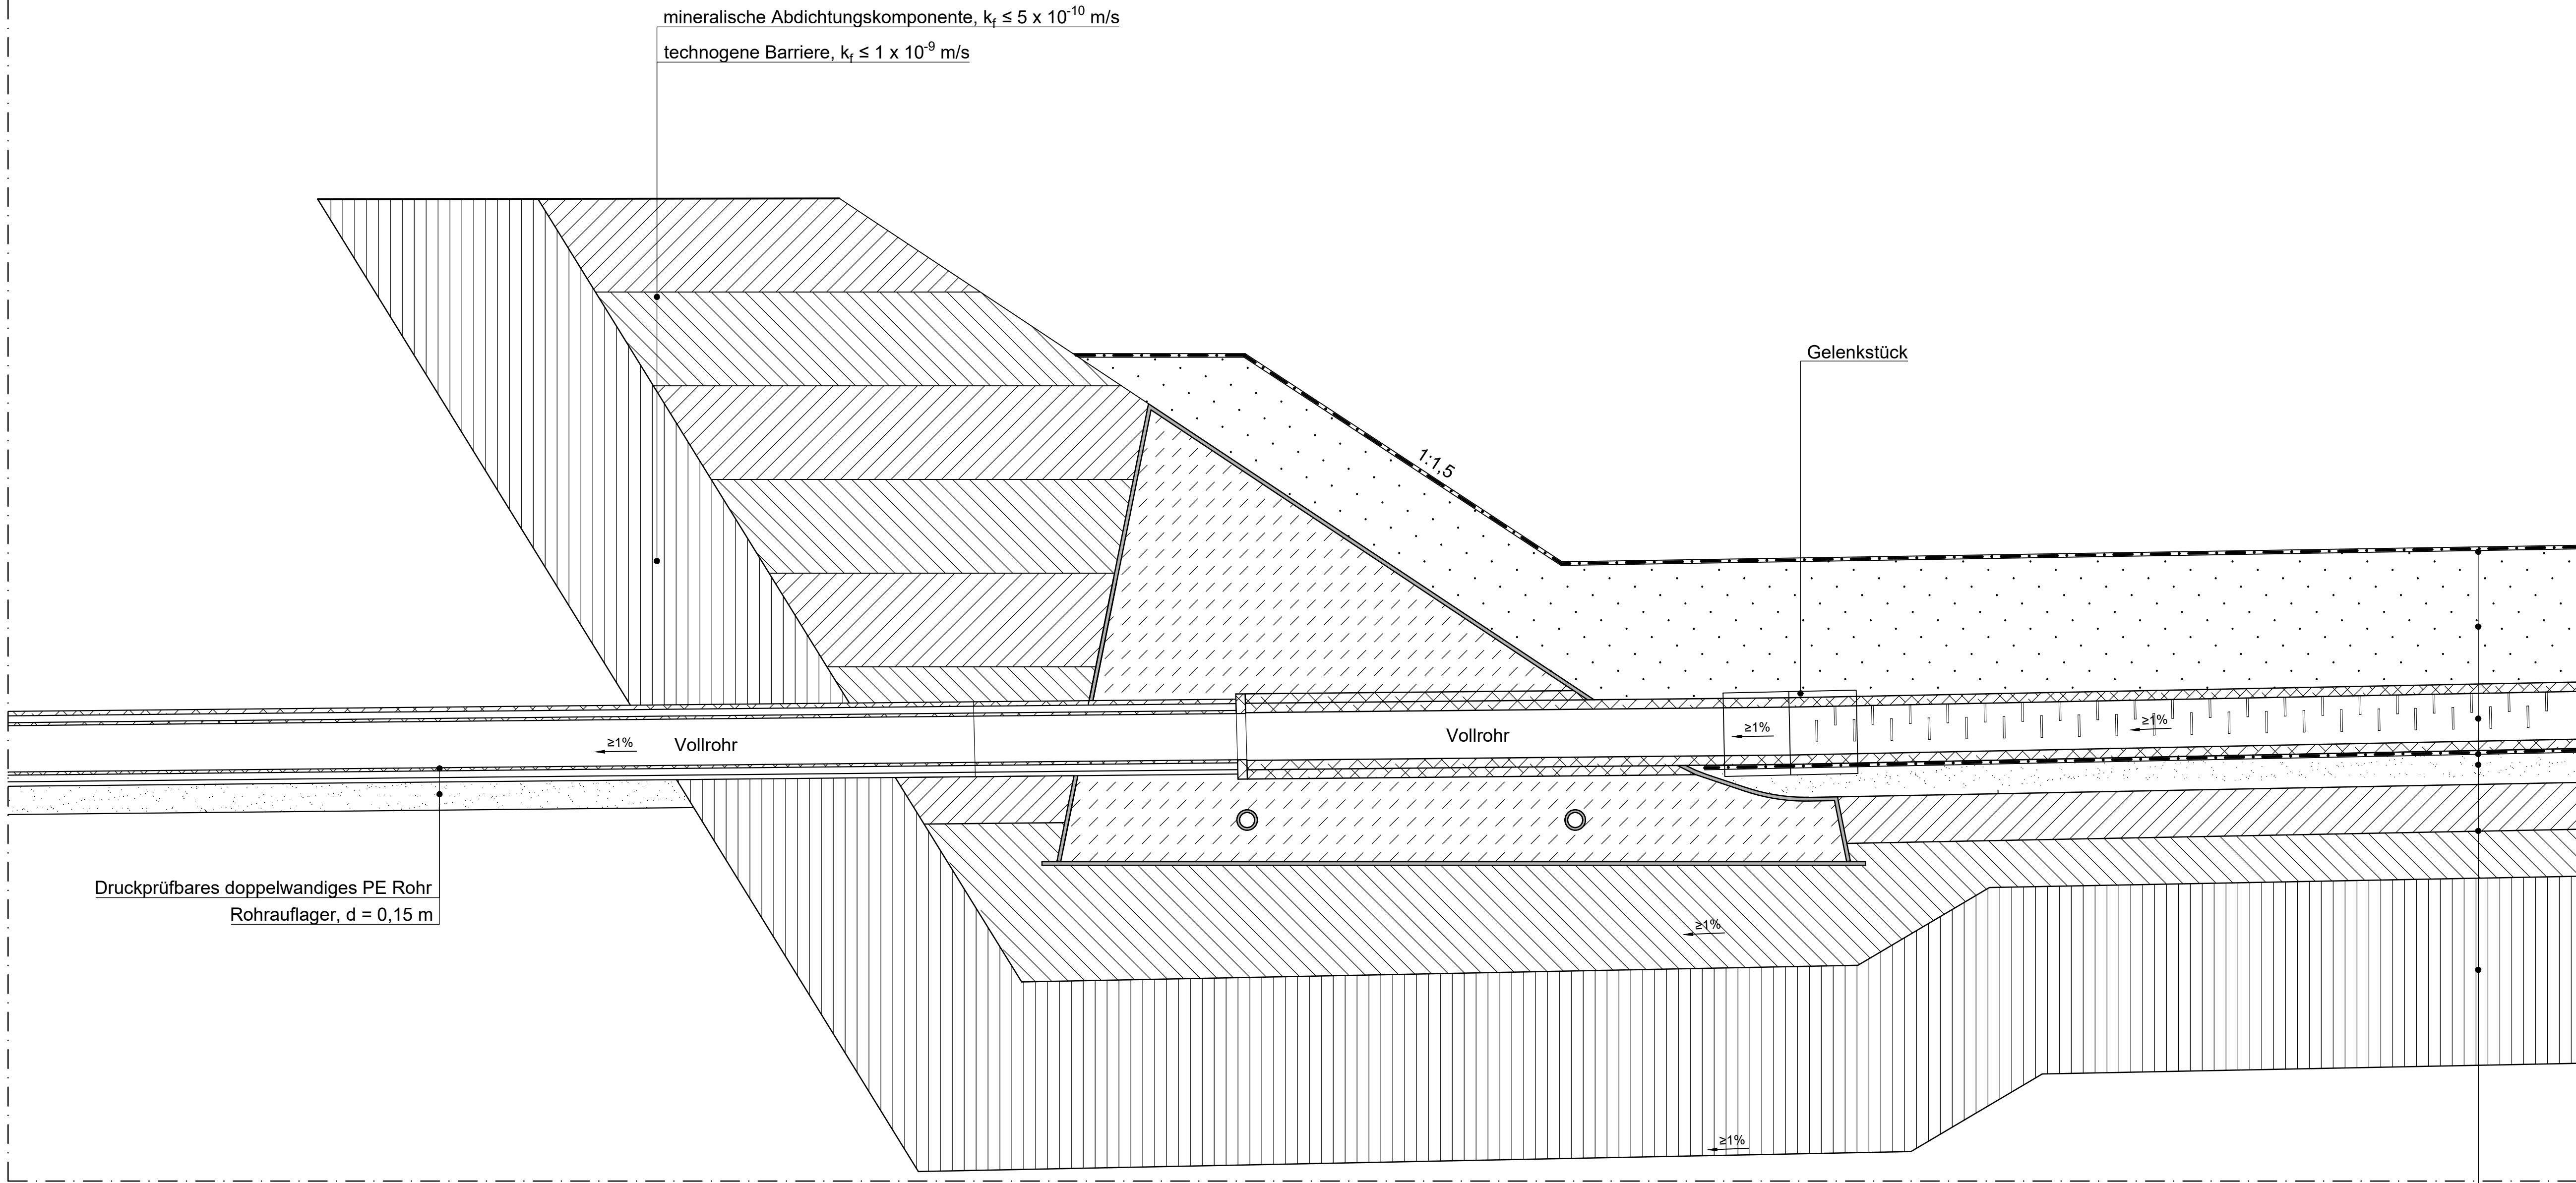 mineralische Abdichtungskomponente, kf ≤ 5 x 10⁻¹⁰ m/s
technogene Barriere, kf ≤ 1 x 10⁻⁹ m/s
Gelenkstück
1:1,5
≥1%
Vollrohr
Vollrohr
≥1%
≥1%
Druckprüfbares doppelwandiges PE Rohr
Rohrauflager, d = 0,15 m
≥1%
≥1%